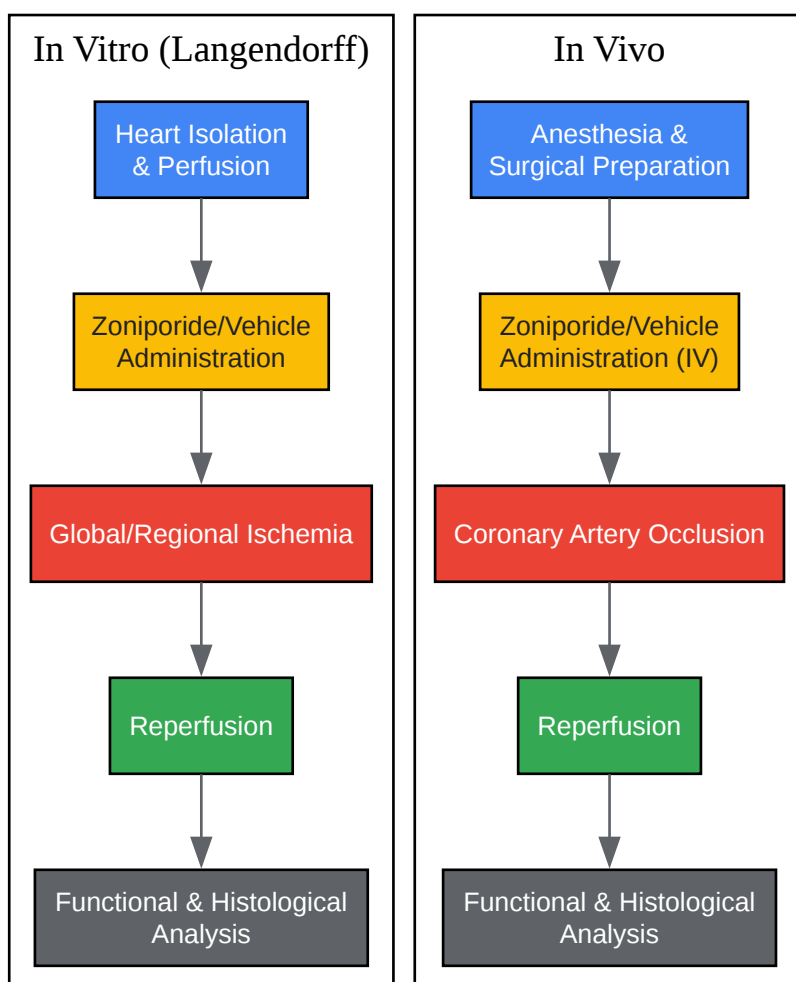 In Vitro (Langendorff)
Heart Isolation
& Perfusion
Zoniporide/Vehicle
Administration
Global/Regional Ischemia
Reperfusion
Functional & Histological
Analysis
In Vivo
Anesthesia &
Surgical Preparation
Zoniporide/Vehicle
Administration (IV)
Coronary Artery Occlusion
Reperfusion
Functional & Histological
Analysis